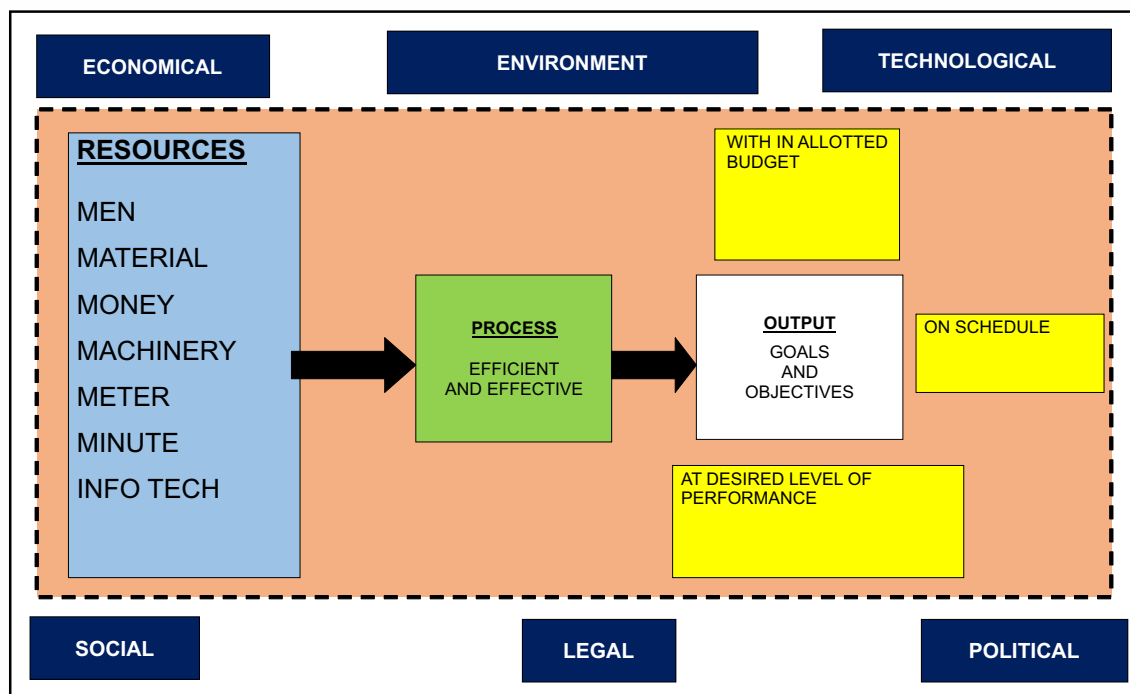 ECONOMICAL
ENVIRONMENT
TECHNOLOGICAL
RESOURCES
MEN
MATERIAL
MONEY
MACHINERY
METER
MINUTE
INFO TECH
PROCESS
EFFICIENT
AND EFFECTIVE
WITH IN ALLOTTED
BUDGET
OUTPUT
GOALS
AND
OBJECTIVES
ON SCHEDULE
AT DESIRED LEVEL OF
PERFORMANCE
SOCIAL
LEGAL
POLITICAL